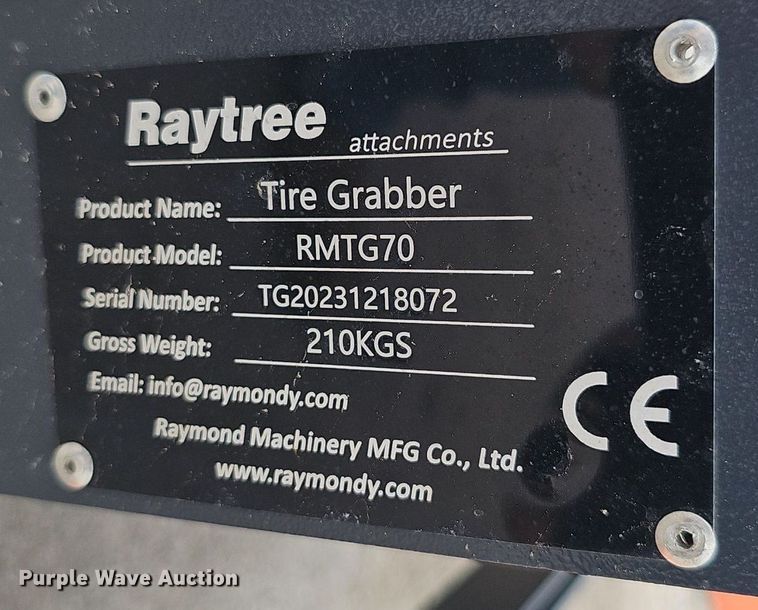 Raytree attachments
Product Name: Tire Grabber
Product Model: RMTG70
Serial Number: TG20231218072
Gross Weight: 210KGS
Email: info@raymondy.com
CE
Raymond Machinery MFG Co., Ltd.
www.raymondy.com
Purple Wave Auction